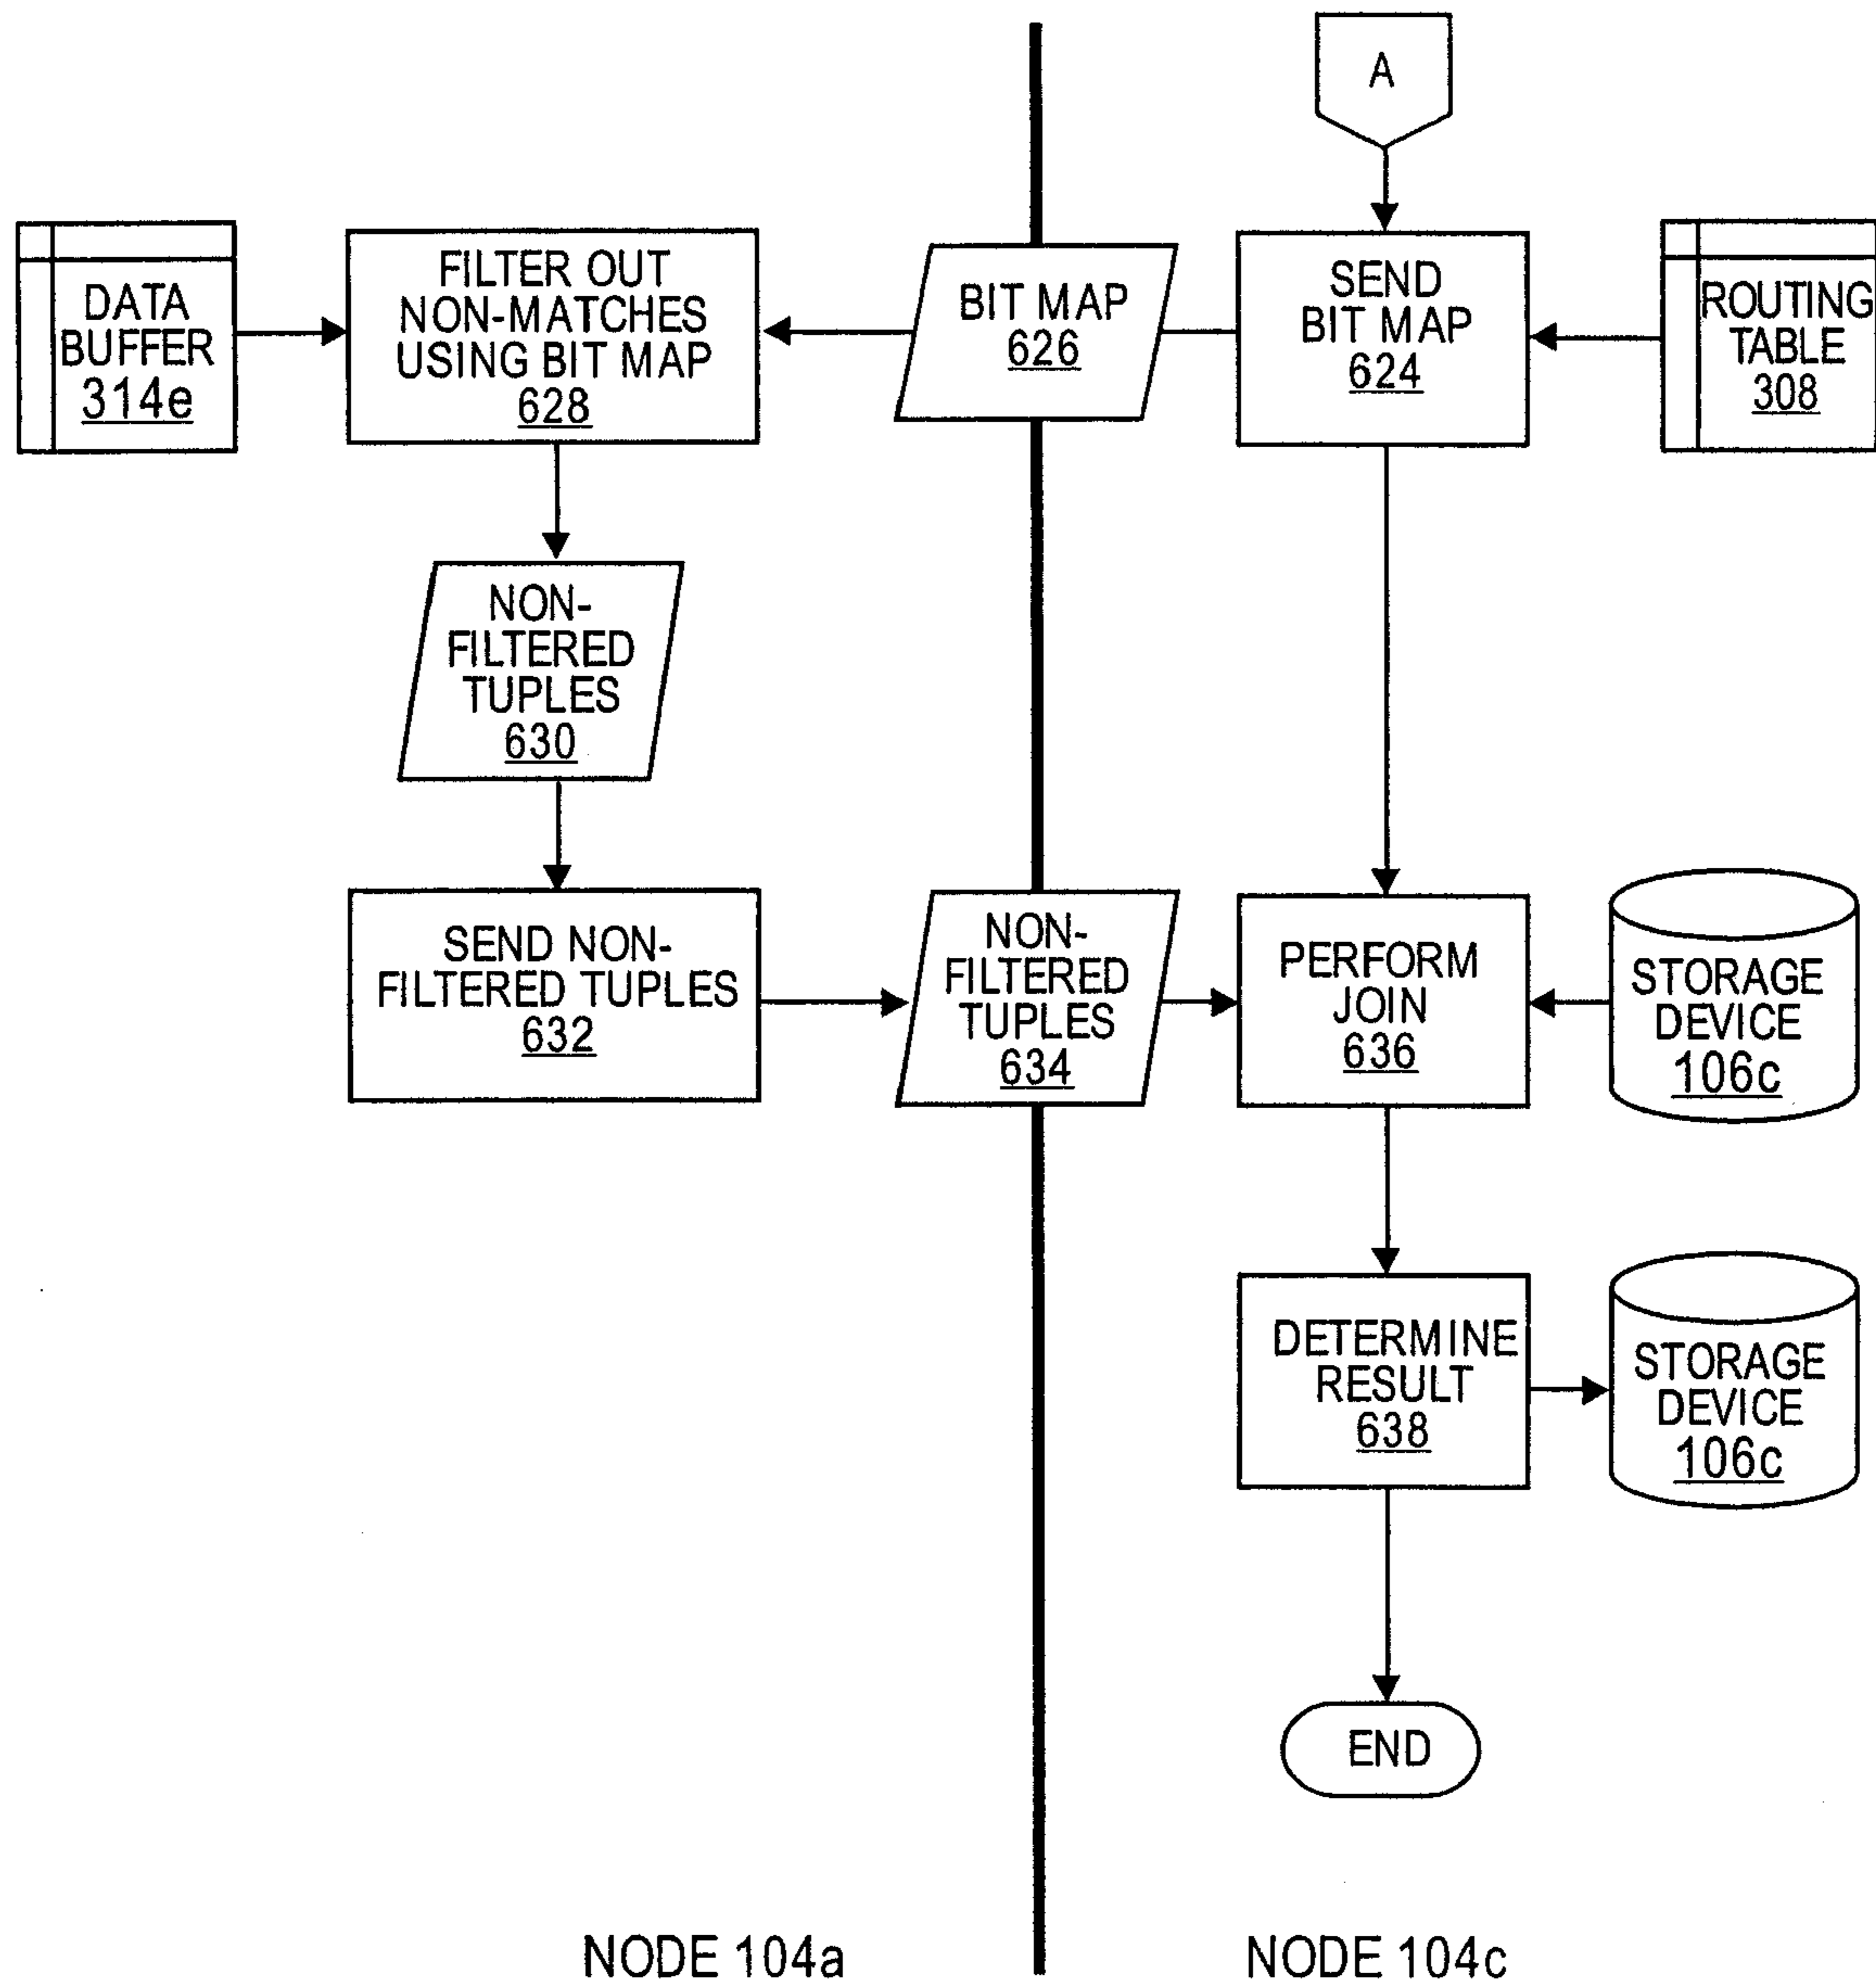 A
DATA
BUFFER
314e
FILTER OUT
NON-MATCHES
USING BIT MAP
628
BIT MAP
626
SEND
BIT MAP
624
ROUTING
TABLE
308
NON-
FILTERED
TUPLES
630
SEND NON-
FILTERED TUPLES
632
NON-
FILTERED
TUPLES
634
PERFORM
JOIN
636
STORAGE
DEVICE
106c
DETERMINE
RESULT
638
STORAGE
DEVICE
106c
END
NODE 104a
NODE 104c